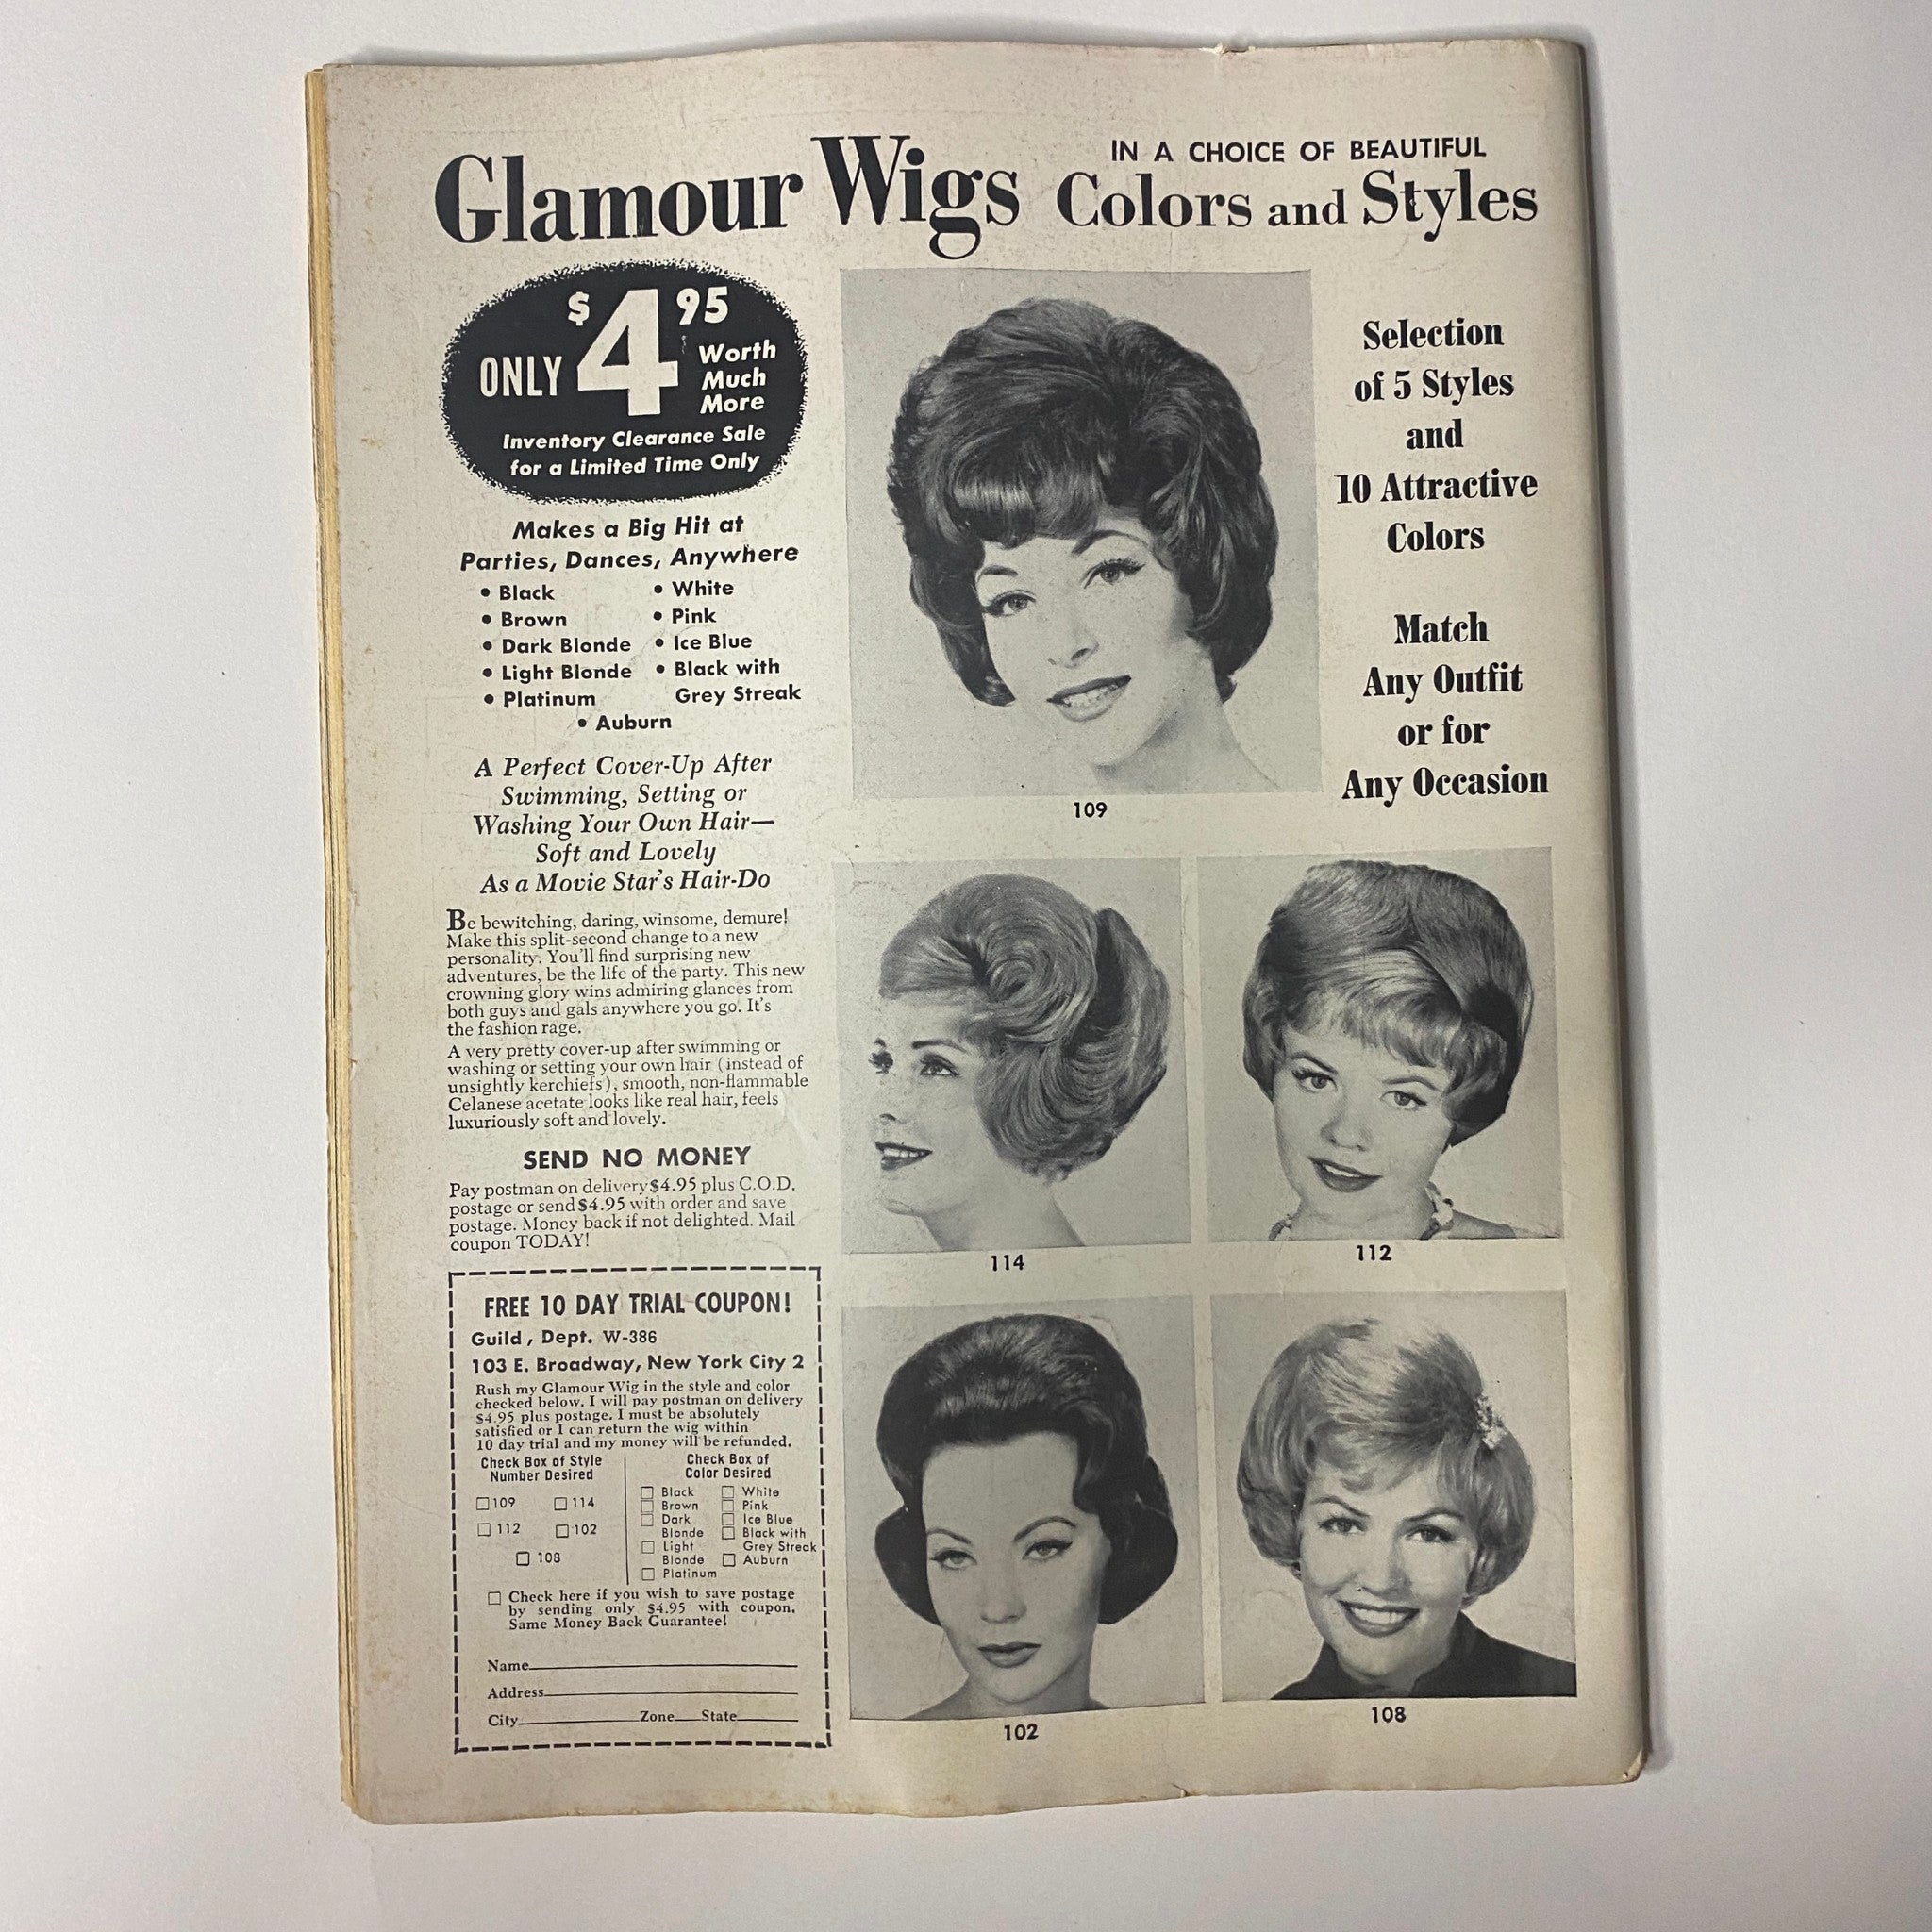 Glamour Wigs
IN A CHOICE OF BEAUTIFUL
Colors and Styles
ONLY $4.95
Worth
Much
More
Inventory Clearance Sale
for a Limited Time Only
Makes a Big Hit at
Parties, Dances, Anywhere
• Black
• Brown
• Dark Blonde
• Light Blonde
• Platinum
• White
• Pink
• Ice Blue
• Black with
Grey Streak
• Auburn
A Perfect Cover-Up After
Swimming, Setting or
Washing Your Own Hair—
Soft and Lovely
As a Movie Star's Hair-Do
Be bewitching, daring, winsome, demure!
Make this split-second change to a new
personality. You'll find surprising new
adventures, be the life of the party. This new
crowning glory wins admiring glances from
both guys and gals anywhere you go. It's
the fashion rage.
A very pretty cover-up after swimming or
washing or setting your own hair (instead of
unsightly kerchiefs), smooth, non-flammable
Celanese acetate looks like real hair, feels
luxuriously soft and lovely.
SEND NO MONEY
Pay postman on delivery $4.95 plus C.O.D.
postage or send $4.95 with order and save
postage. Money back if not delighted. Mail
coupon TODAY!
FREE 10 DAY TRIAL COUPON!
Guild, Dept. W-386
103 E. Broadway, New York City 2
Rush my Glamour Wig in the style and color
checked below. I will pay postman on delivery
$4.95 plus postage. I must be absolutely
satisfied or I can return the wig within
10 day trial and my money will be refunded.
Check Box of Style
Number Desired
☐ 109 ☐ 114
☐ 112 ☐ 102
☐ 108
Check Box of
Color Desired
☐ Black
☐ Brown
☐ Dark
Blonde
☐ Light
Blonde
☐ Platinum
☐ White
☐ Pink
☐ Ice Blue
☐ Black with
Grey Streak
☐ Auburn
☐ Check here if you wish to save postage
by sending only $4.95 with coupon.
Same Money Back Guarantee!
Name
Address
City Zone State
Selection
of 5 Styles
and
10 Attractive
Colors
Match
Any Outfit
or for
Any Occasion
109
114
112
102
108